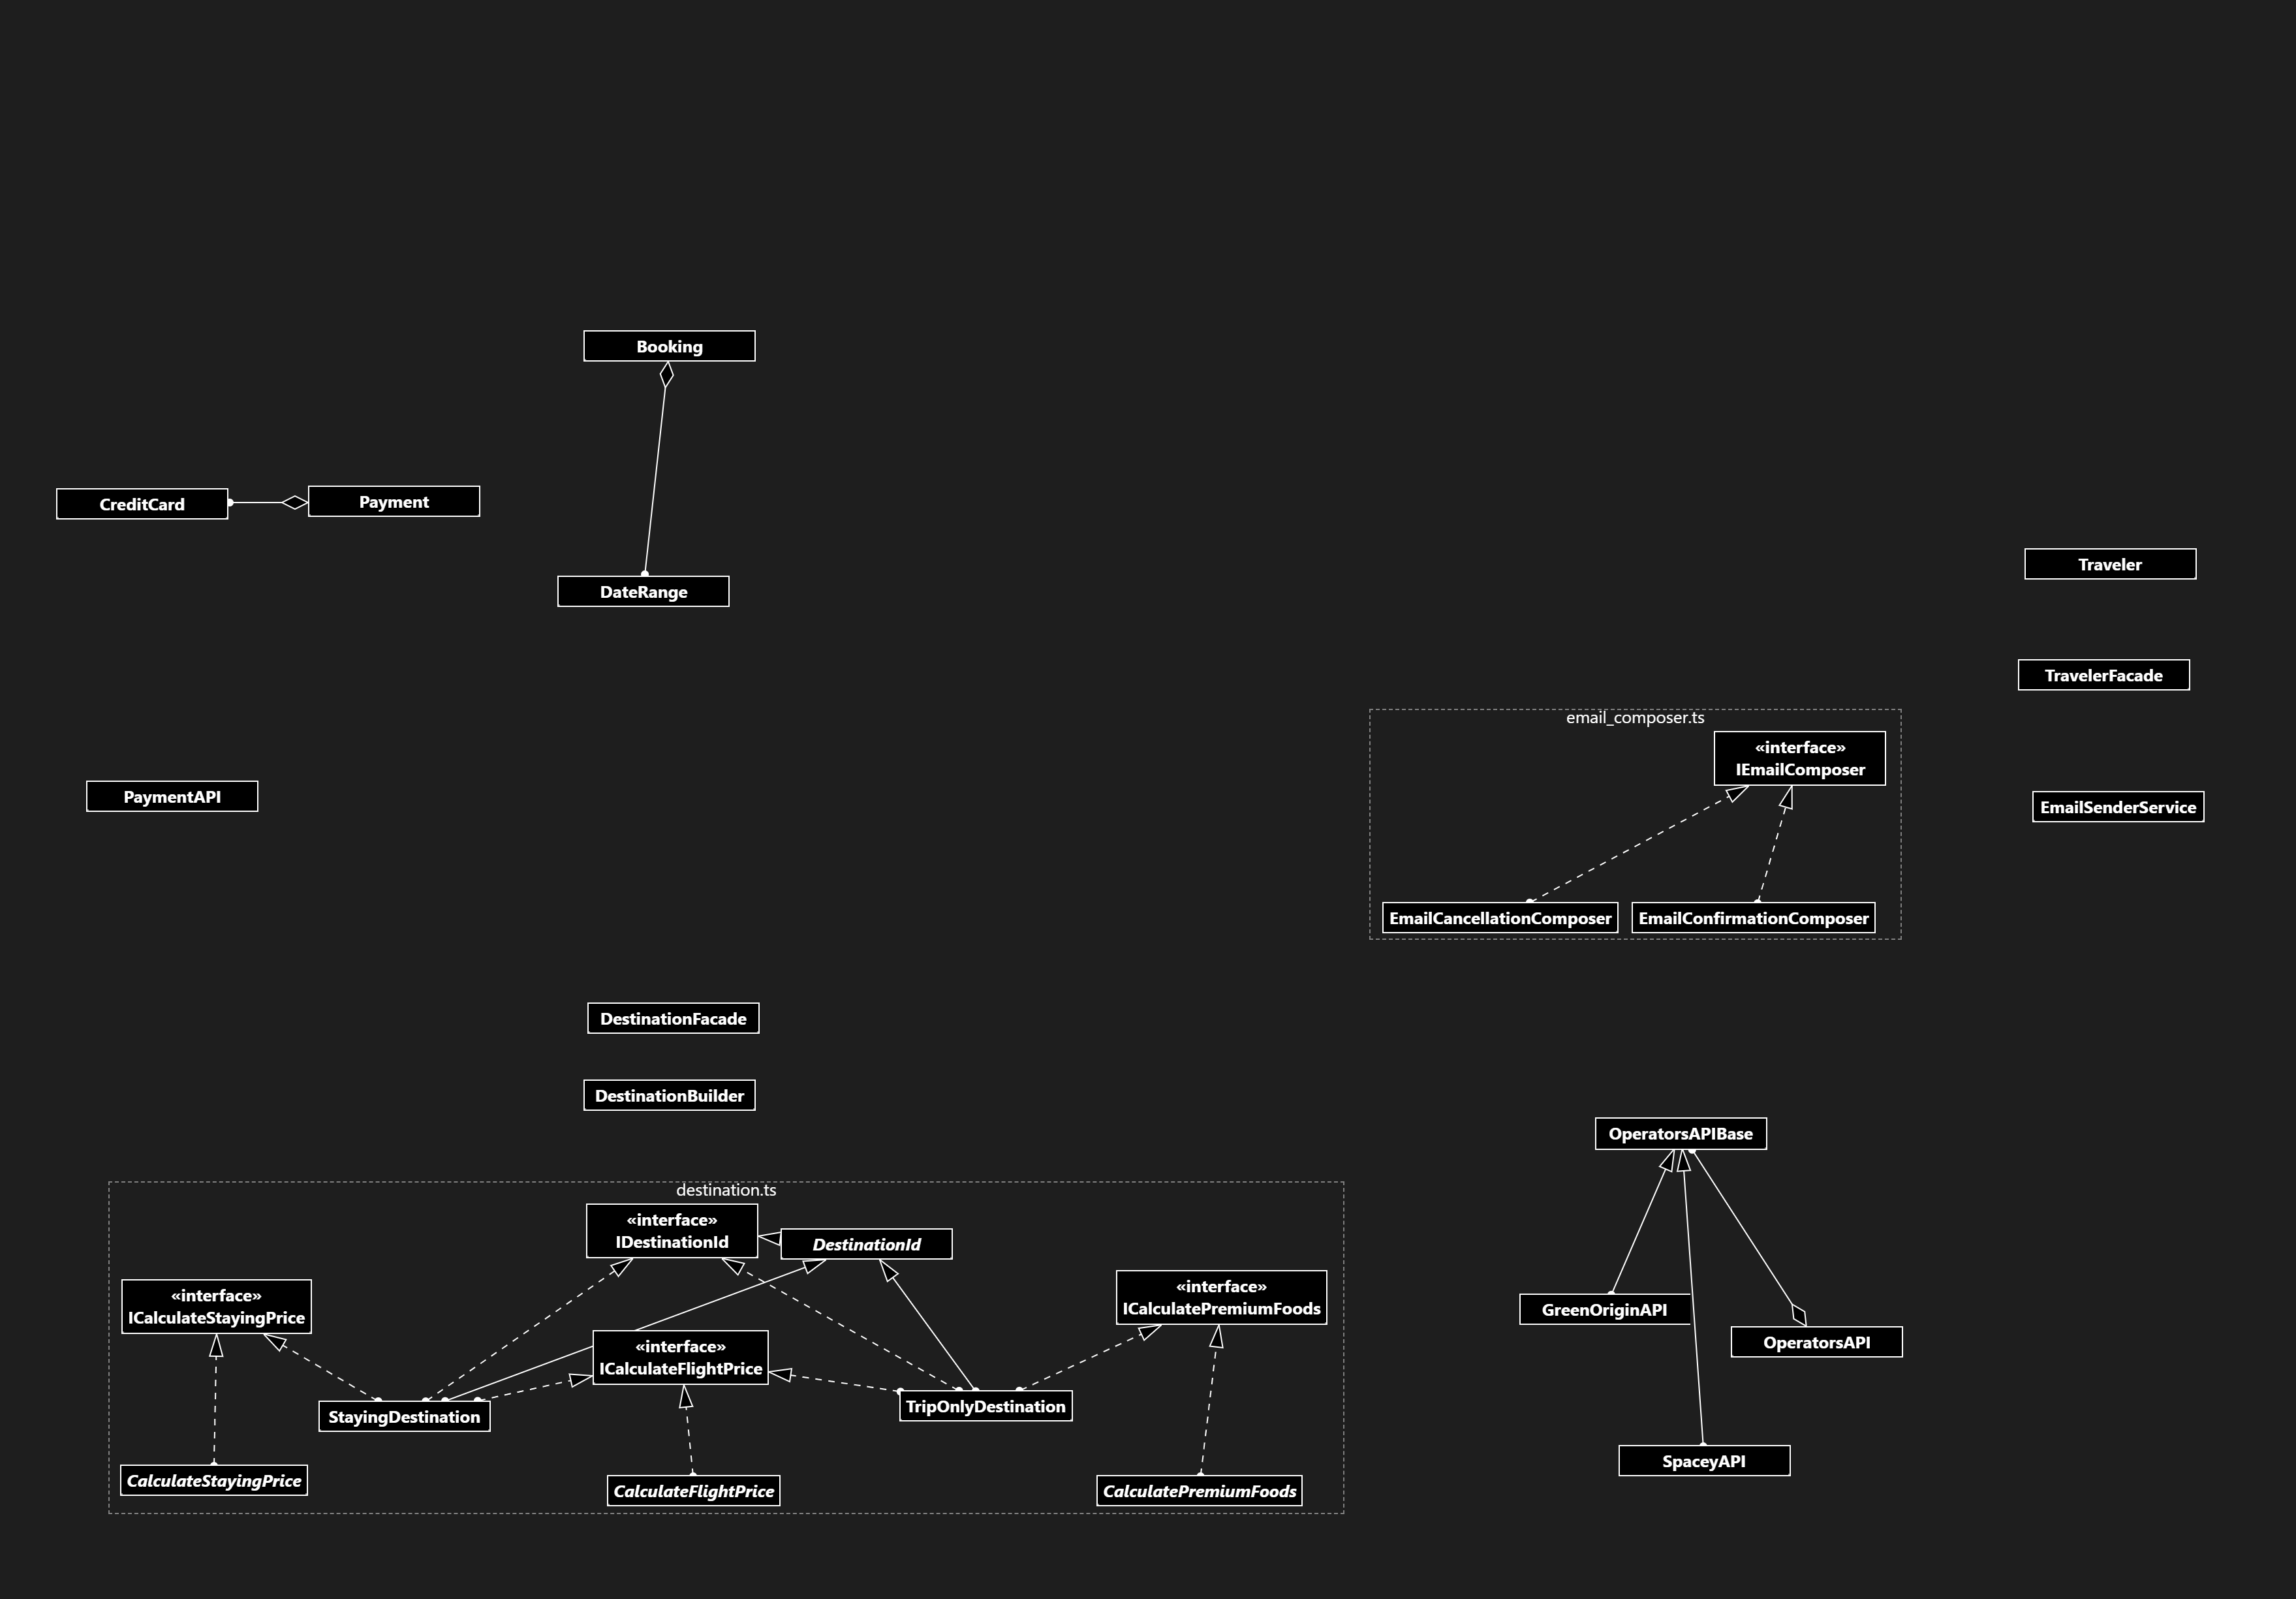 Booking
CreditCard
Payment
DateRange
Traveler
TravelerFacade
email_composer.ts
«interface»
IEmailComposer
PaymentAPI
EmailSenderService
EmailCancellationComposer
EmailConfirmationComposer
DestinationFacade
DestinationBuilder
OperatorsAPIBase
destination.ts
«interface»
IDestinationId
DestinationId
«interface»
ICalculateStayingPrice
«interface»
ICalculatePremiumFoods
GreenOriginAPI
OperatorsAPI
«interface»
ICalculateFlightPrice
StayingDestination
TripOnlyDestination
SpaceyAPI
CalculateStayingPrice
CalculateFlightPrice
CalculatePremiumFoods